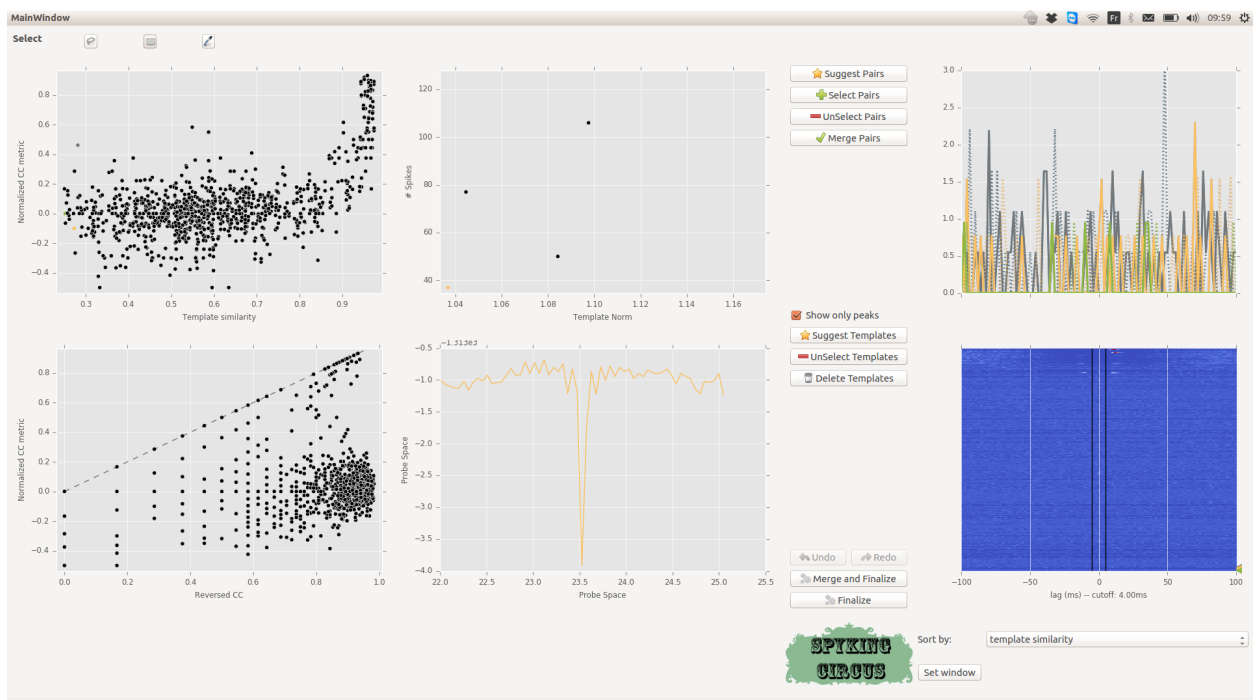 MainWindow
Fr
09:59
Select
Suggest Pairs
Select Pairs
UnSelect Pairs
Merge Pairs
Normalized CC metric
0.8
0.6
0.4
0.2
0.0
−0.2
−0.4
0.3 0.4 0.5 0.6 0.7 0.8 0.9
Template similarity
# Spikes
120
100
80
60
40
1.04 1.06 1.08 1.10 1.12 1.14 1.16
Template Norm
3.0
2.5
2.0
1.5
1.0
0.5
0.0
Show only peaks
Suggest Templates
UnSelect Templates
Delete Templates
Normalized CC metric
0.8
0.6
0.4
0.2
0.0
−0.2
−0.4
0.0 0.2 0.4 0.6 0.8 1.0
Reversed CC
Probe Space
−0.5
−1.0
−1.5
−2.0
−2.5
−3.0
−3.5
−4.0
22.0 22.5 23.0 23.5 24.0 24.5 25.0 25.5
Probe Space
−100 −50 0 50 100
lag (ms) -- cutoff: 4.00ms
Undo Redo
Merge and Finalize
Finalize
SPYKING
CIRCUS
Sort by: template similarity
Set window